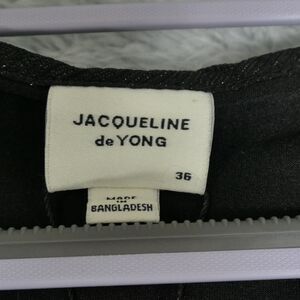 JACQUELINE
de YONG
36
MADE
IN
BANGLADESH